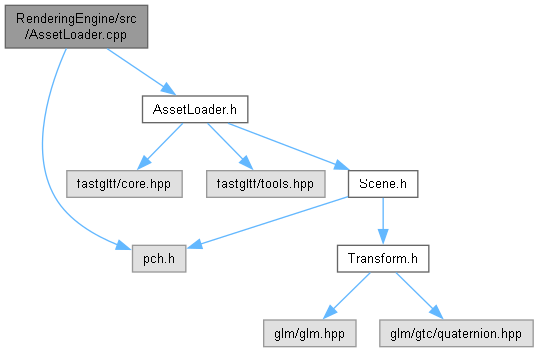 RenderingEngine/src
/AssetLoader.cpp
AssetLoader.h
fastgltf/core.hpp
fastgltf/tools.hpp
Scene.h
pch.h
Transform.h
glm/glm.hpp
glm/gtc/quaternion.hpp